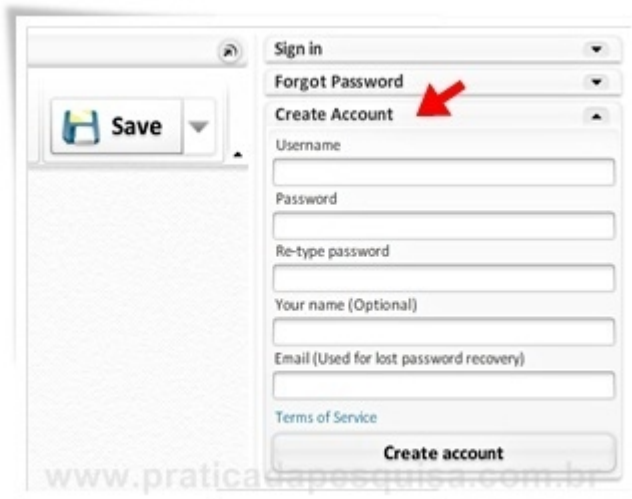 Sign in
Forgot Password
Save
Create Account
Username
Password
Re-type password
Your name (Optional)
Email (Used for lost password recovery)
Terms of Service
Create account
www.praticadapesquisa.com.br